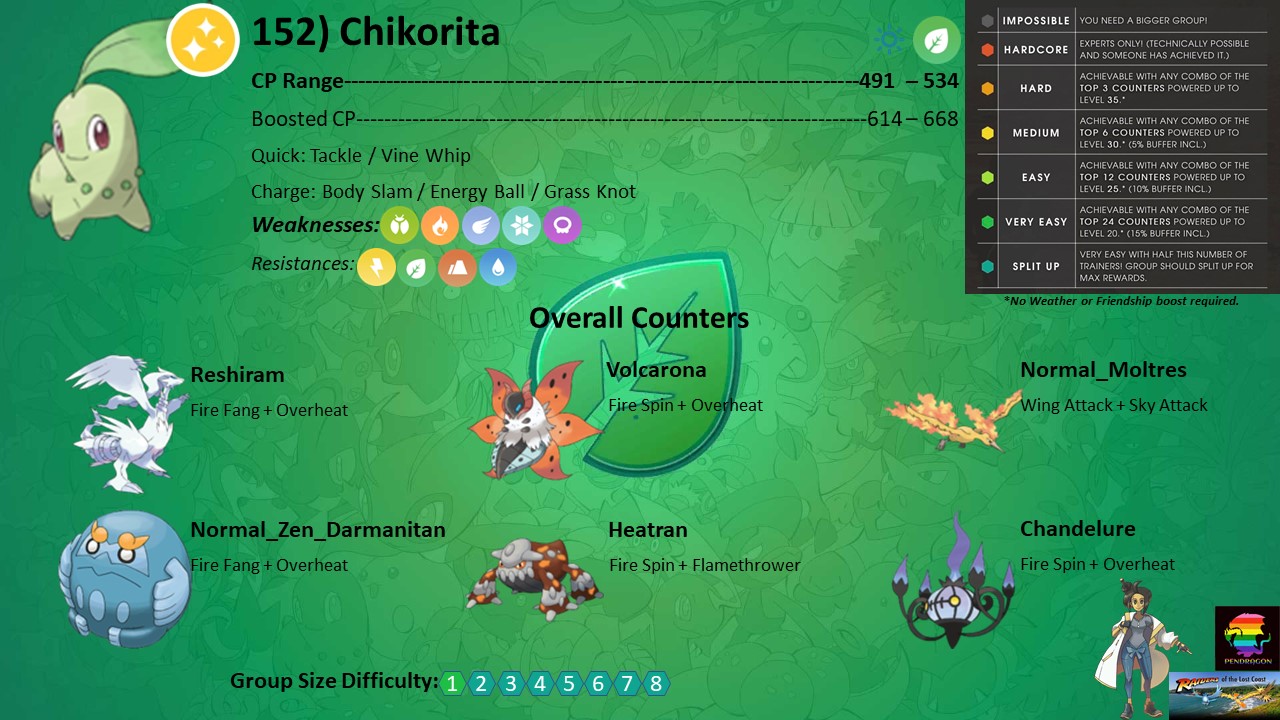 152) Chikorita
CP Range---491 – 534
Boosted CP---614 – 668
Quick: Tackle / Vine Whip
Charge: Body Slam / Energy Ball / Grass Knot
Weaknesses:
Resistances:
IMPOSSIBLE YOU NEED A BIGGER GROUP!
HARDCORE EXPERTS ONLY! (TECHNICALLY POSSIBLE
AND SOMEONE HAS ACHIEVED IT.)
HARD ACHIEVABLE WITH ANY COMBO OF THE
TOP 3 COUNTERS POWERED UP TO
LEVEL 35.*
MEDIUM ACHIEVABLE WITH ANY COMBO OF THE
TOP 6 COUNTERS POWERED UP TO
LEVEL 30.* (5% BUFFER INCL.)
EASY ACHIEVABLE WITH ANY COMBO OF THE
TOP 12 COUNTERS POWERED UP TO
LEVEL 25.* (10% BUFFER INCL.)
VERY EASY ACHIEVABLE WITH ANY COMBO OF THE
TOP 24 COUNTERS POWERED UP TO
LEVEL 20.* (15% BUFFER INCL.)
SPLIT UP VERY EASY WITH HALF THIS NUMBER OF
TRAINERS! GROUP SHOULD SPLIT UP FOR
MAX REWARDS.
*No Weather or Friendship boost required.
Overall Counters
Reshiram
Fire Fang + Overheat
Volcarona
Fire Spin + Overheat
Normal_Moltres
Wing Attack + Sky Attack
Normal_Zen_Darmanitan
Fire Fang + Overheat
Heatran
Fire Spin + Flamethrower
Chandelure
Fire Spin + Overheat
Group Size Difficulty: 1 2 3 4 5 6 7 8
PENDRAGON
RAIDERS of the Lost Coast